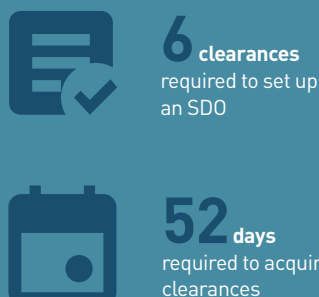 6 clearances
required to set up
an SDO
52 days
required to acquir
clearances